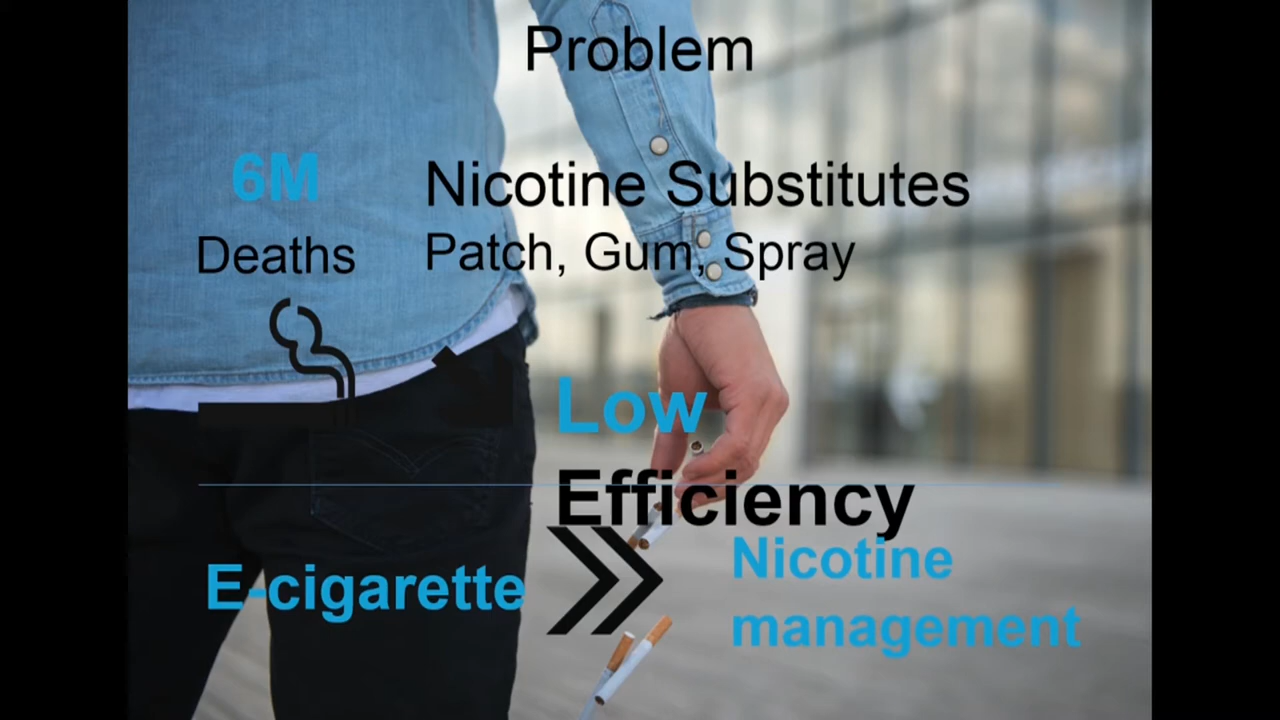 Problem
6M
Deaths
Nicotine Substitutes
Patch, Gum, Spray
Low
Efficiency
E-cigarette
Nicotine
management